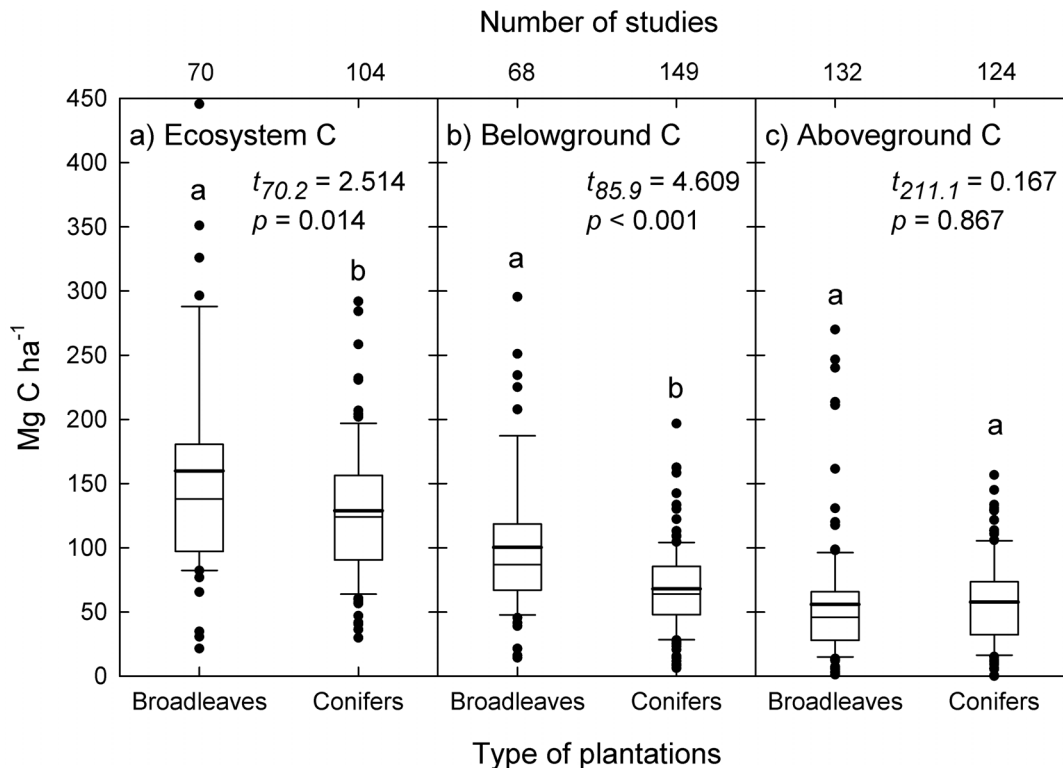 Number of studies
70 104 68 149 132 124
450
400
350
300
250
200
150
100
50
0
Mg C ha⁻¹
a) Ecosystem C
t70.2 = 2.514
p = 0.014
a
b
b) Belowground C
t85.9 = 4.609
p < 0.001
a
b
c) Aboveground C
t211.1 = 0.167
p = 0.867
a
a
Broadleaves Conifers Broadleaves Conifers Broadleaves Conifers
Type of plantations